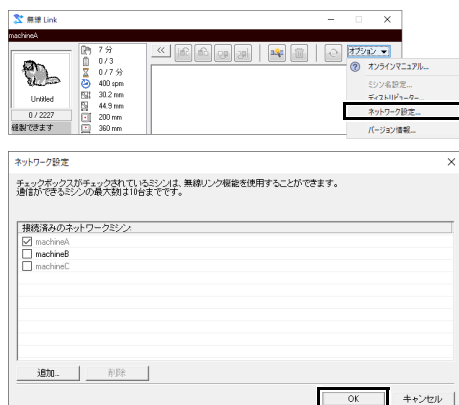 無線 Link
machineA
7 分
0 / 3
0 / 7 分
400 spm
30.2 mm
44.9 mm
200 mm
360 mm
Untitled
0 / 2227
縫製できます
オプション
オンラインマニュアル...
ミシン名設定...
ディストリビューター...
ネットワーク設定...
バージョン情報...
ネットワーク設定
チェックボックスがチェックされているミシンは、無線リンク機能を使用することができます。
通信ができるミシンの最大数は10台までです。
接続済みのネットワークミシン:
machineA
machineB
machineC
追加...
削除
OK
キャンセル